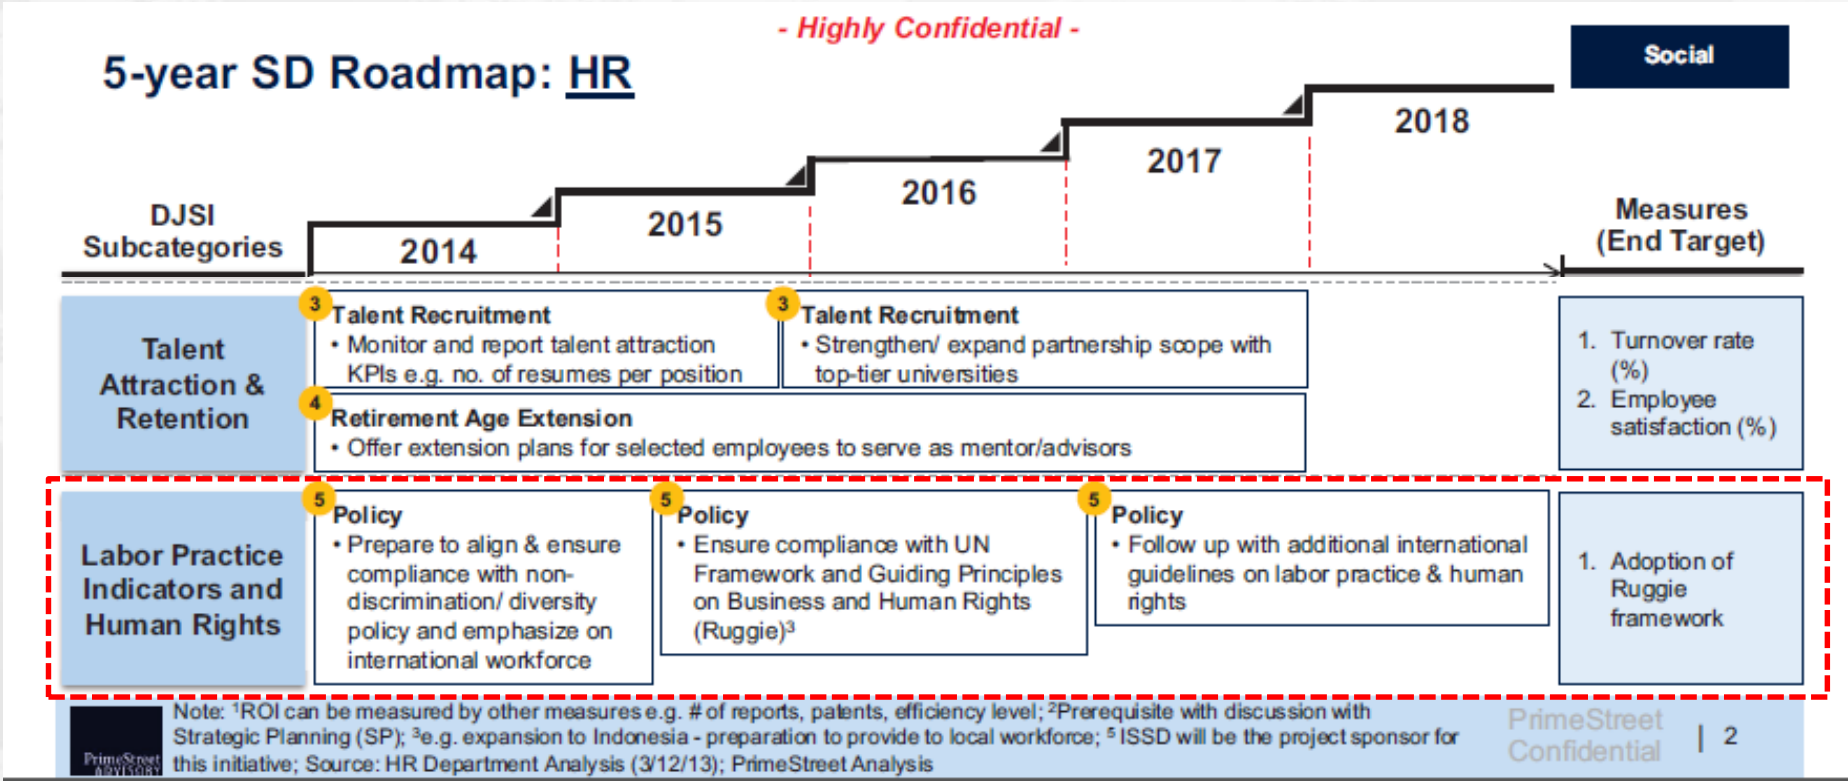 - Highly Confidential -
Social
5-year SD Roadmap: HR
2018
2017
2016
2015
2014
DJSI
Subcategories
Measures
(End Target)
Talent
Attraction &
Retention
3
Talent Recruitment
• Monitor and report talent attraction
KPIs e.g. no. of resumes per position
3
Talent Recruitment
• Strengthen/ expand partnership scope with
top-tier universities
4
Retirement Age Extension
• Offer extension plans for selected employees to serve as mentor/advisors
1. Turnover rate
(%)
2. Employee
satisfaction (%)
Labor Practice
Indicators and
Human Rights
5
Policy
• Prepare to align & ensure
compliance with non-
discrimination/ diversity
policy and emphasize on
international workforce
5
Policy
• Ensure compliance with UN
Framework and Guiding Principles
on Business and Human Rights
(Ruggie)³
5
Policy
• Follow up with additional international
guidelines on labor practice & human
rights
1. Adoption of
Ruggie
framework
PrimeStreet
ADVISORY
Note: ¹ROI can be measured by other measures e.g. # of reports, patents, efficiency level; ²Prerequisite with discussion with
Strategic Planning (SP); ³e.g. expansion to Indonesia - preparation to provide to local workforce; ⁵ ISSD will be the project sponsor for
this initiative; Source: HR Department Analysis (3/12/13); PrimeStreet Analysis
PrimeStreet
Confidential
| 2